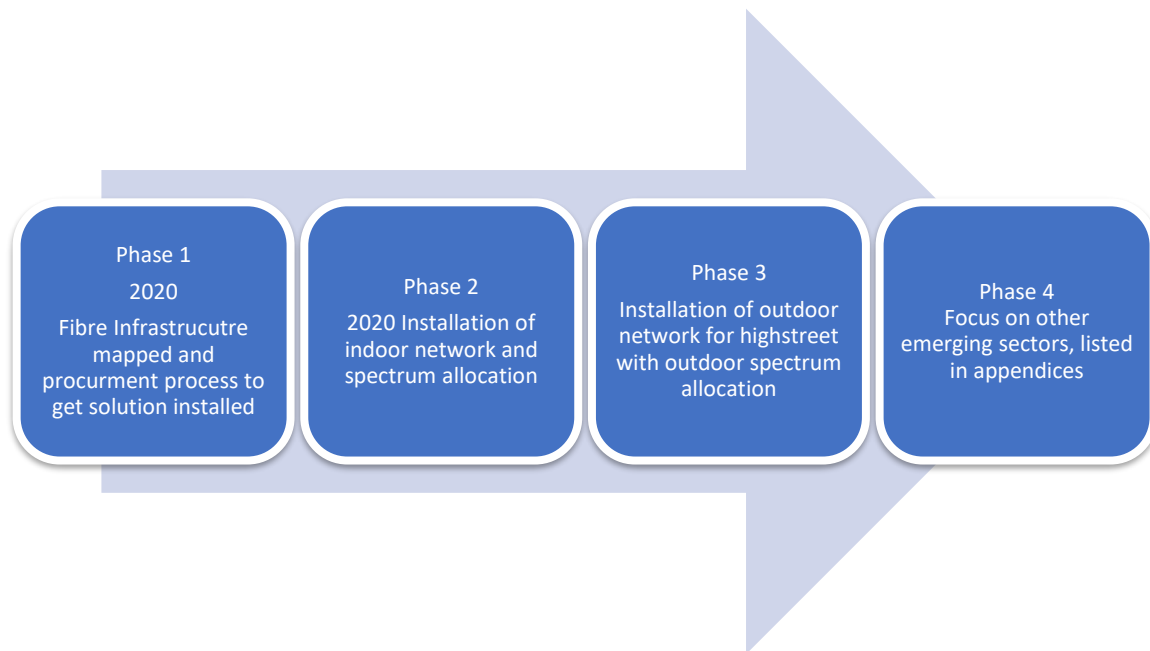 Phase 1
2020
Fibre Infrastrucutre
mapped and
procurment process to
get solution installed
Phase 2
2020 Installation of
indoor network and
spectrum allocation
Phase 3
Installation of outdoor
network for highstreet
with outdoor spectrum
allocation
Phase 4
Focus on other
emerging sectors, listed
in appendices